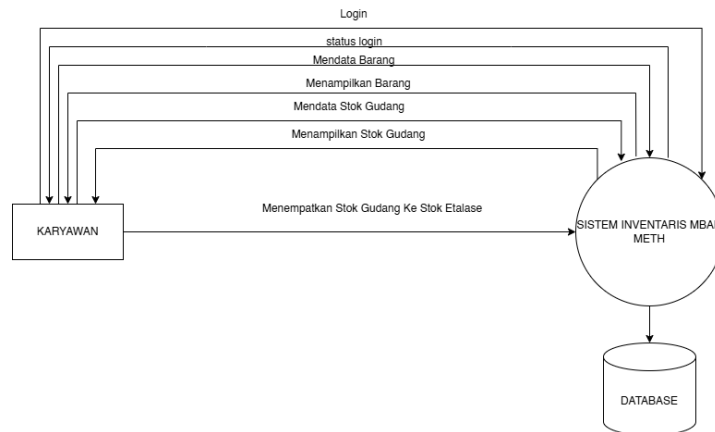 Login
status login
Mendata Barang
Menampilkan Barang
Mendata Stok Gudang
Menampilkan Stok Gudang
Menempatkan Stok Gudang Ke Stok Etalase
KARYAWAN
SISTEM INVENTARIS MBAI
METH
DATABASE